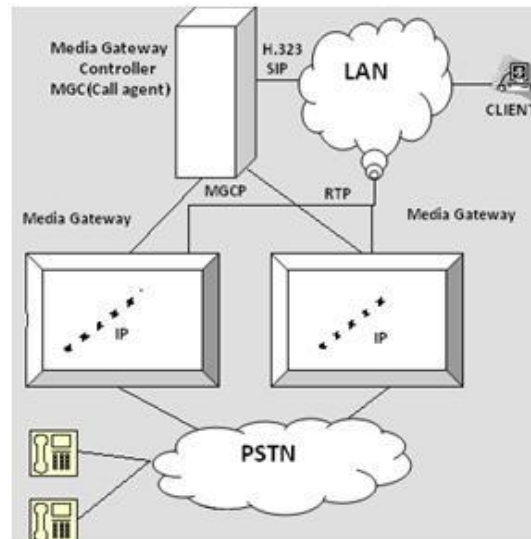 Media Gateway
Controller
MGC(Call agent)
H.323
SIP
LAN
CLIENT
MGCP
RTP
Media Gateway
Media Gateway
IP
IP
PSTN